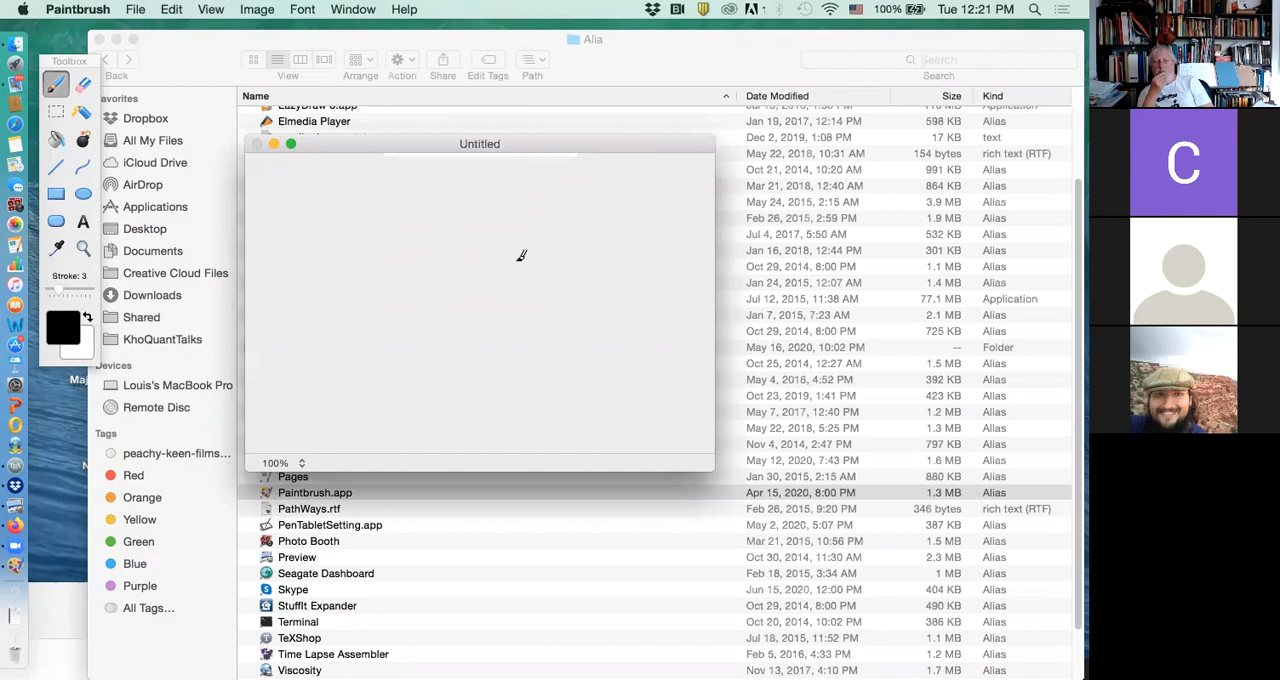 Paintbrush File Edit View Image Font Window Help 100% Tue 12:21 PM
Alia
Toolbox
Back View Arrange Action Share Edit Tags Path Search
Search
Name Date Modified Size Kind
Favorites
Dropbox
All My Files
iCloud Drive
AirDrop
Applications
Desktop
Documents
Creative Cloud Files
Downloads
Shared
KhoQuantTalks
Devices
Louis's MacBook Pro
Remote Disc
Tags
peachy-keen-films...
Red
Orange
Yellow
Green
Blue
Purple
All Tags...
Stroke: 3
Untitled
100%
Elmedia Player Jan 19, 2017, 12:14 PM 598 KB Alias
Dec 2, 2019, 1:08 PM 17 KB text
May 22, 2018, 10:31 AM 154 bytes rich text (RTF)
Oct 21, 2014, 10:20 AM 991 KB Alias
Mar 21, 2018, 12:40 AM 864 KB Alias
May 24, 2015, 2:15 AM 3.9 MB Alias
Feb 26, 2015, 2:59 PM 1.9 MB Alias
Jul 4, 2017, 5:50 AM 532 KB Alias
Jan 16, 2018, 12:44 PM 301 KB Alias
Oct 29, 2014, 8:00 PM 1.1 MB Alias
Jan 24, 2015, 12:07 AM 1.4 MB Alias
Jul 12, 2015, 11:38 AM 77.1 MB Application
Jan 7, 2015, 7:23 AM 2.1 MB Alias
Oct 29, 2014, 8:00 PM 725 KB Alias
May 16, 2020, 10:02 PM -- Folder
Oct 25, 2014, 12:27 AM 1.5 MB Alias
May 4, 2016, 4:52 PM 392 KB Alias
Oct 23, 2019, 1:41 PM 423 KB Alias
May 7, 2017, 12:40 PM 1.2 MB Alias
May 22, 2018, 5:25 PM 1.3 MB Alias
Nov 4, 2014, 2:47 PM 797 KB Alias
May 12, 2020, 7:43 PM 1.6 MB Alias
Pages Jan 30, 2015, 2:15 AM 880 KB Alias
Paintbrush.app Apr 15, 2020, 8:00 PM 1.3 MB Alias
PathWays.rtf Feb 26, 2015, 9:20 PM 346 bytes rich text (RTF)
PenTabletSetting.app May 2, 2020, 5:07 PM 387 KB Alias
Photo Booth Mar 21, 2015, 10:56 PM 1.5 MB Alias
Preview Oct 30, 2014, 11:30 AM 2.3 MB Alias
Seagate Dashboard Feb 18, 2015, 3:34 AM 1 MB Alias
Skype Jun 15, 2020, 12:00 PM 404 KB Alias
StuffIt Expander Oct 29, 2014, 8:00 PM 490 KB Alias
Terminal Oct 20, 2014, 10:02 PM 386 KB Alias
TeXShop Jul 18, 2015, 11:52 PM 1.1 MB Alias
Time Lapse Assembler Feb 5, 2016, 4:33 PM 1.2 MB Alias
Viscosity Nov 13, 2017, 4:10 PM 1.7 MB Alias
C